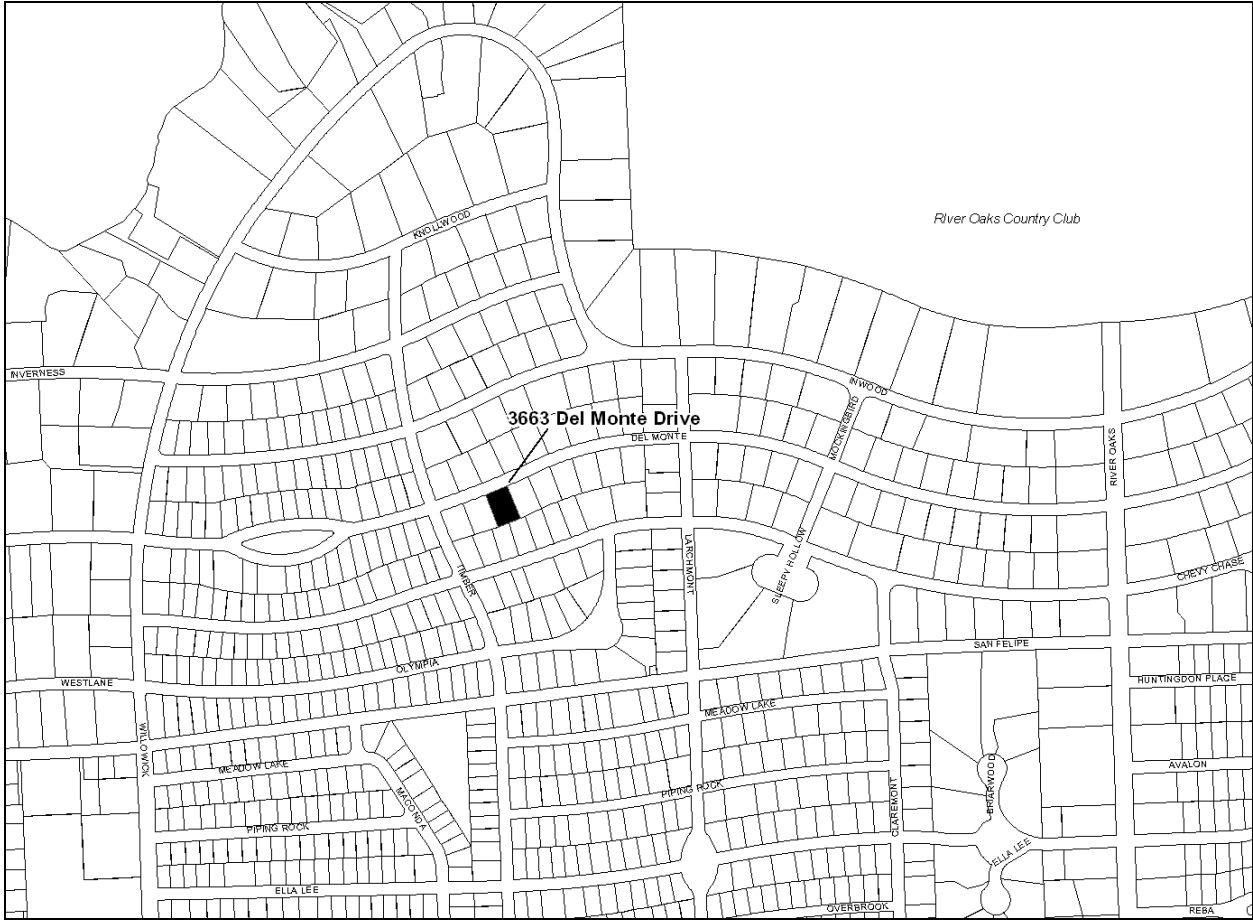 River Oaks Country Club
KNOLLWOOD
INVERNESS
INWOOD
MOCKINGBIRD
3663 Del Monte Drive
DEL MONTE
RIVER OAKS
TIMBER
LARCHMONT
SLEEPY HOLLOW
CHEVY CHASE
SAN FELIPE
OLYMPIA
WESTLANE
HUNTINGDON PLACE
MEADOW LAKE
WILLOWICK
MEADOW LAKE
AVALON
BRIARWOOD
PIPING ROCK
MACONDA
CLAREMONT
PIPING ROCK
ELLA LEE
ELLA LEE
OVERBROOK
REBA